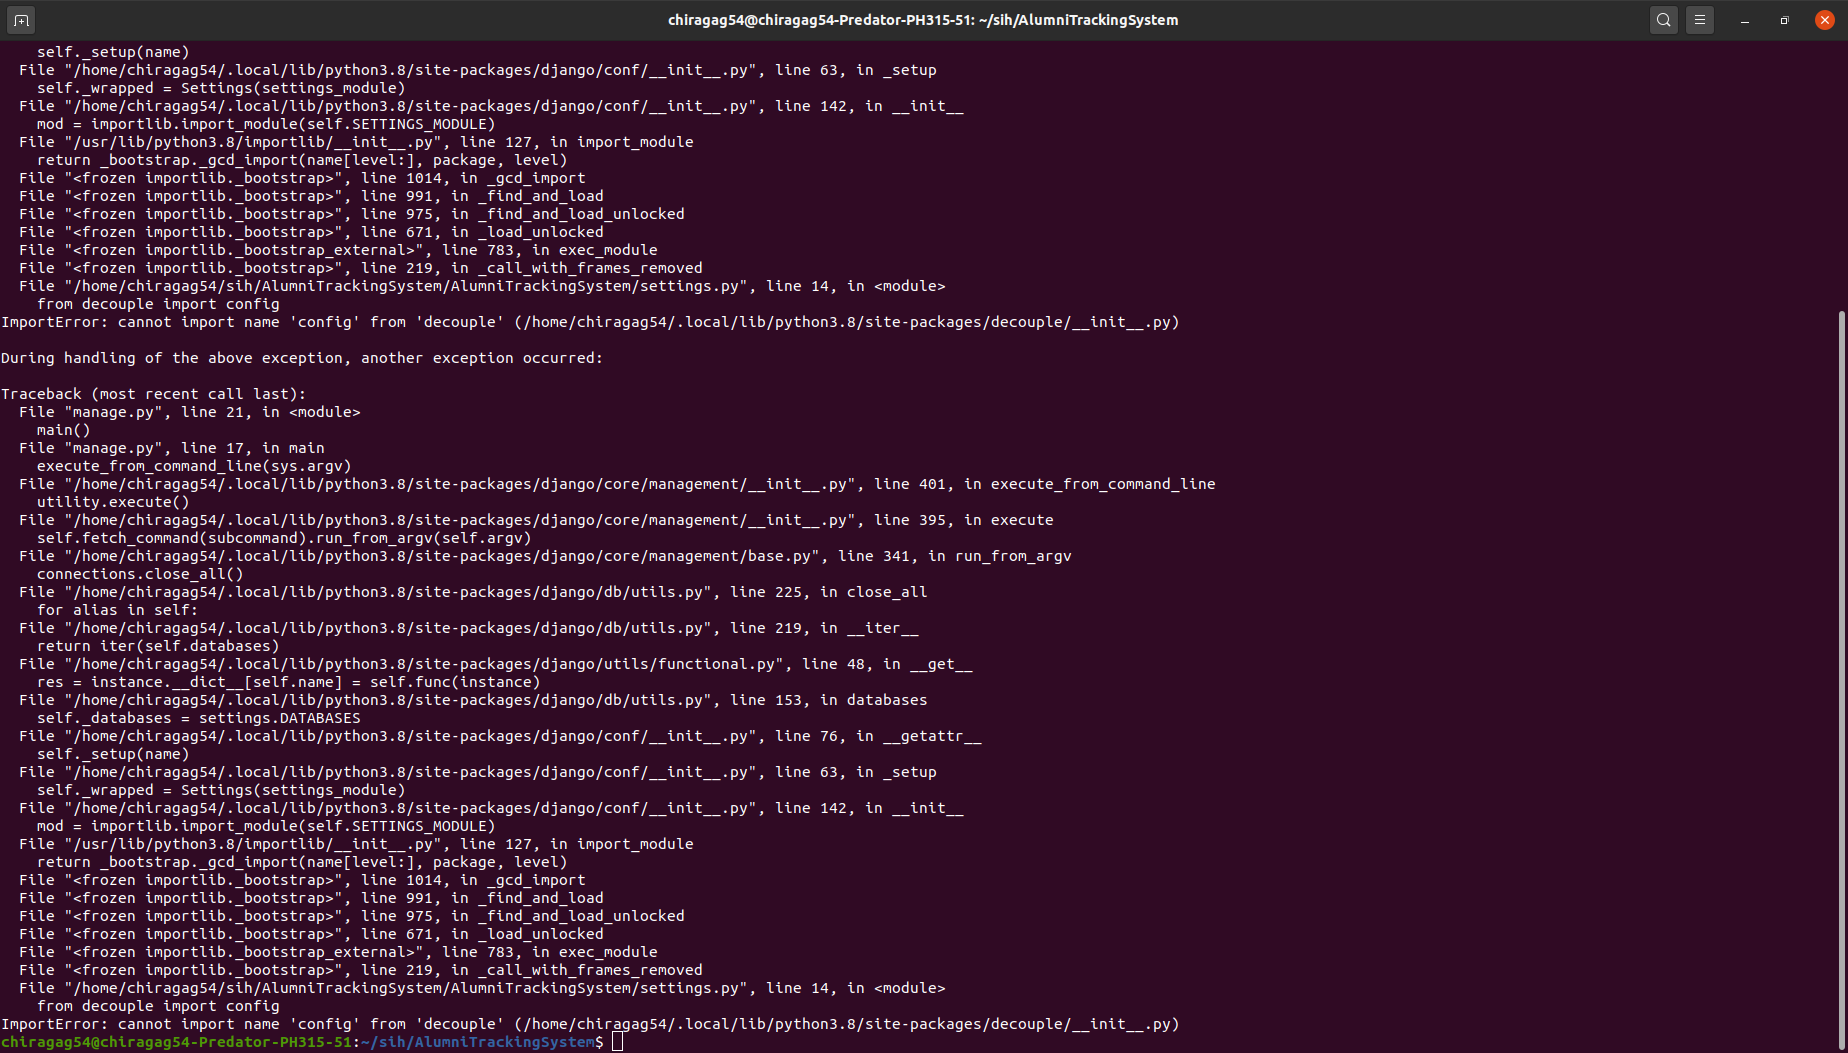 chiragag54@chiragag54-Predator-PH315-51: ~/sih/AlumniTrackingSystem
    self._setup(name)
  File "/home/chiragag54/.local/lib/python3.8/site-packages/django/conf/__init__.py", line 63, in _setup
    self._wrapped = Settings(settings_module)
  File "/home/chiragag54/.local/lib/python3.8/site-packages/django/conf/__init__.py", line 142, in __init__
    mod = importlib.import_module(self.SETTINGS_MODULE)
  File "/usr/lib/python3.8/importlib/__init__.py", line 127, in import_module
    return _bootstrap._gcd_import(name[level:], package, level)
  File "<frozen importlib._bootstrap>", line 1014, in _gcd_import
  File "<frozen importlib._bootstrap>", line 991, in _find_and_load
  File "<frozen importlib._bootstrap>", line 975, in _find_and_load_unlocked
  File "<frozen importlib._bootstrap>", line 671, in _load_unlocked
  File "<frozen importlib._bootstrap_external>", line 783, in exec_module
  File "<frozen importlib._bootstrap>", line 219, in _call_with_frames_removed
  File "/home/chiragag54/sih/AlumniTrackingSystem/AlumniTrackingSystem/settings.py", line 14, in <module>
    from decouple import config
ImportError: cannot import name 'config' from 'decouple' (/home/chiragag54/.local/lib/python3.8/site-packages/decouple/__init__.py)

During handling of the above exception, another exception occurred:

Traceback (most recent call last):
  File "manage.py", line 21, in <module>
    main()
  File "manage.py", line 17, in main
    execute_from_command_line(sys.argv)
  File "/home/chiragag54/.local/lib/python3.8/site-packages/django/core/management/__init__.py", line 401, in execute_from_command_line
    utility.execute()
  File "/home/chiragag54/.local/lib/python3.8/site-packages/django/core/management/__init__.py", line 395, in execute
    self.fetch_command(subcommand).run_from_argv(self.argv)
  File "/home/chiragag54/.local/lib/python3.8/site-packages/django/core/management/base.py", line 341, in run_from_argv
    connections.close_all()
  File "/home/chiragag54/.local/lib/python3.8/site-packages/django/db/utils.py", line 225, in close_all
    for alias in self:
  File "/home/chiragag54/.local/lib/python3.8/site-packages/django/db/utils.py", line 219, in __iter__
    return iter(self.databases)
  File "/home/chiragag54/.local/lib/python3.8/site-packages/django/utils/functional.py", line 48, in __get__
    res = instance.__dict__[self.name] = self.func(instance)
  File "/home/chiragag54/.local/lib/python3.8/site-packages/django/db/utils.py", line 153, in databases
    self._databases = settings.DATABASES
  File "/home/chiragag54/.local/lib/python3.8/site-packages/django/conf/__init__.py", line 76, in __getattr__
    self._setup(name)
  File "/home/chiragag54/.local/lib/python3.8/site-packages/django/conf/__init__.py", line 63, in _setup
    self._wrapped = Settings(settings_module)
  File "/home/chiragag54/.local/lib/python3.8/site-packages/django/conf/__init__.py", line 142, in __init__
    mod = importlib.import_module(self.SETTINGS_MODULE)
  File "/usr/lib/python3.8/importlib/__init__.py", line 127, in import_module
    return _bootstrap._gcd_import(name[level:], package, level)
  File "<frozen importlib._bootstrap>", line 1014, in _gcd_import
  File "<frozen importlib._bootstrap>", line 991, in _find_and_load
  File "<frozen importlib._bootstrap>", line 975, in _find_and_load_unlocked
  File "<frozen importlib._bootstrap>", line 671, in _load_unlocked
  File "<frozen importlib._bootstrap_external>", line 783, in exec_module
  File "<frozen importlib._bootstrap>", line 219, in _call_with_frames_removed
  File "/home/chiragag54/sih/AlumniTrackingSystem/AlumniTrackingSystem/settings.py", line 14, in <module>
    from decouple import config
ImportError: cannot import name 'config' from 'decouple' (/home/chiragag54/.local/lib/python3.8/site-packages/decouple/__init__.py)
chiragag54@chiragag54-Predator-PH315-51:~/sih/AlumniTrackingSystem$